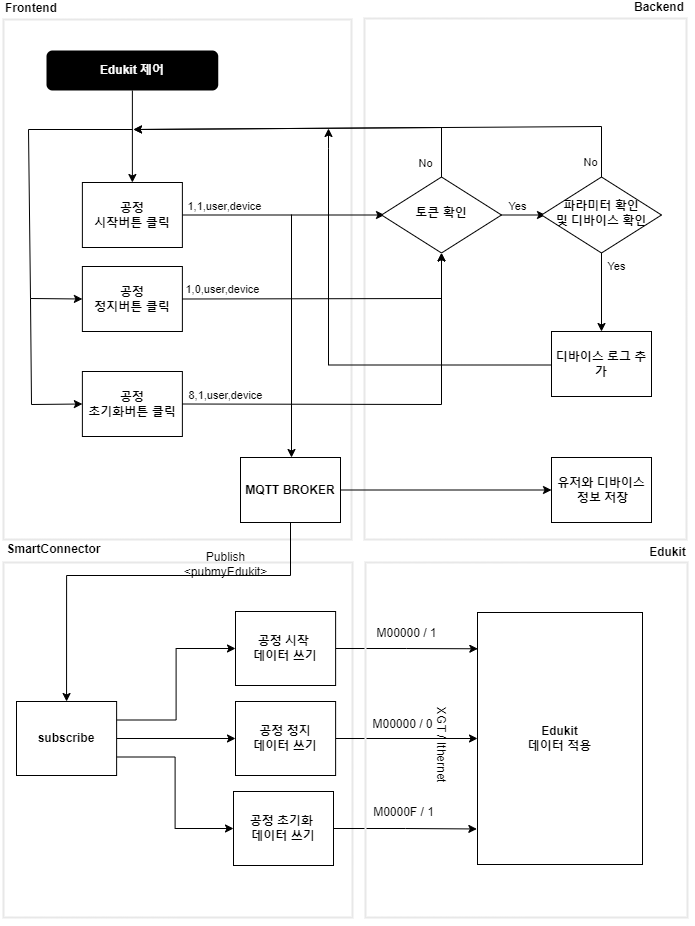 Frontend
Backend
Edukit 제어
No
No
공정
시작버튼 클릭
1,1,user,device
토큰 확인
Yes
파라미터 확인
및 디바이스 확인
Yes
공정
정지버튼 클릭
1,0,user,device
디바이스 로그 추
가
공정
초기화버튼 클릭
8,1,user,device
MQTT BROKER
유저와 디바이스
정보 저장
SmartConnector
Edukit
Publish
<pubmyEdukit>
공정 시작
데이터 쓰기
M00000 / 1
subscribe
공정 정지
데이터 쓰기
M00000 / 0
XGT / Ithernet
Edukit
데이터 적용
공정 초기화
데이터 쓰기
M0000F / 1